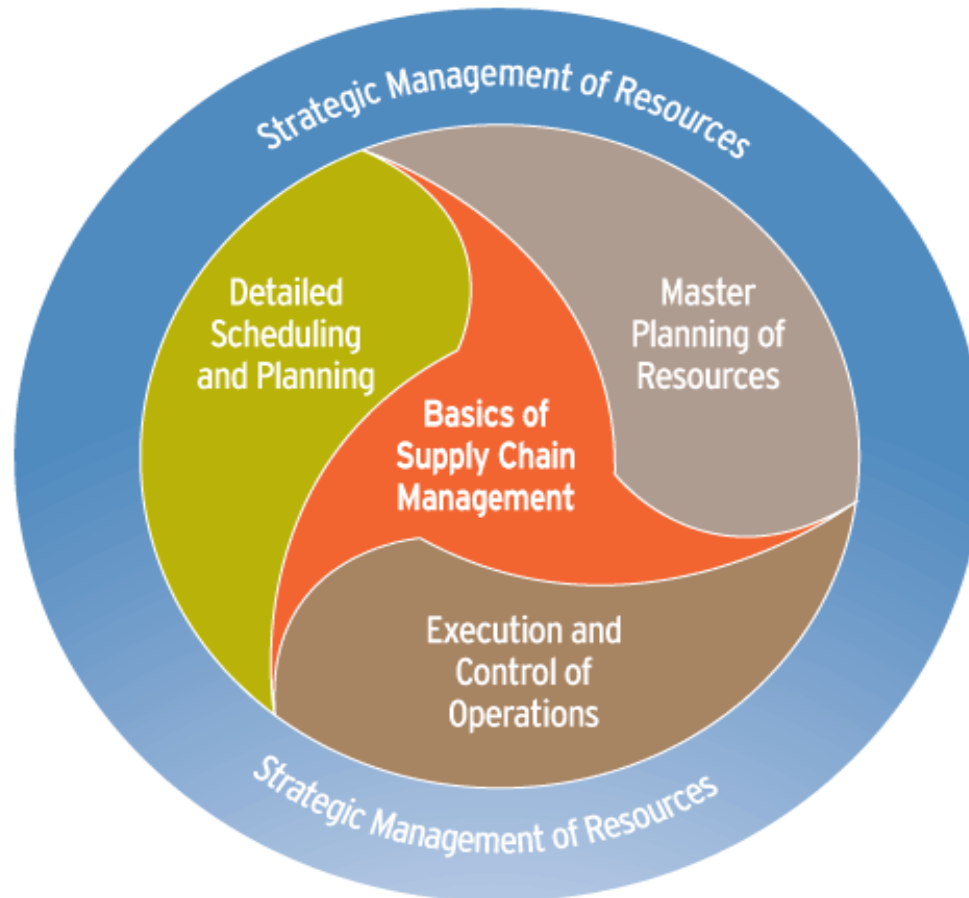 Strategic Management of Resources
Detailed
Scheduling
and Planning
Master
Planning of
Resources
Basics of
Supply Chain
Management
Execution and
Control of
Operations
Strategic Management of Resources